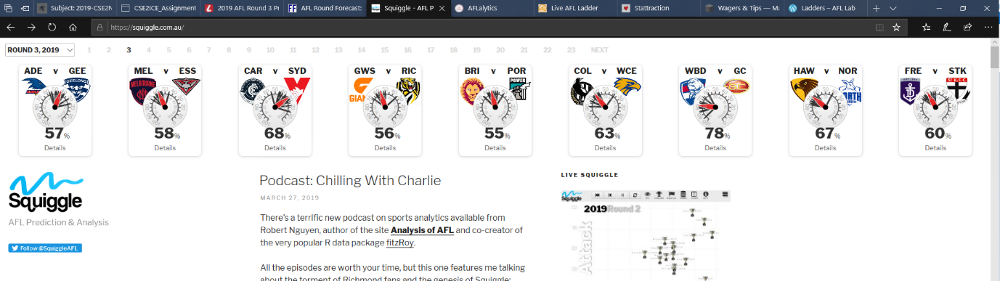 Subject: 2019-CSE2N
CSE2ICE_Assignment
2019 AFL Round 3 Pr
AFL Round Forecast:
Squiggle - AFL P
AFLalytics
Live AFL Ladder
Stattraction
Wagers & Tips — Ma
Ladders – AFL Lab
https://squiggle.com.au/
ROUND 3, 2019 1 2 3 4 5 6 7 8 9 10 11 12 13 14 15 16 17 18 19 20 21 22 23 NEXT
ADE v GEE
MEL v ESS
CAR v SYD
GWS v RIC
BRI v POR
COL v WCE
WBD v GC
HAW v NOR
FRE v STK
57% 58% 68% 56% 55% 63% 78% 67% 60%
Details Details Details Details Details Details Details Details Details
Squiggle
AFL Prediction & Analysis
Follow @SquiggleAFL
Podcast: Chilling With Charlie
MARCH 27, 2019
There's a terrific new podcast on sports analytics available from
Robert Nguyen, author of the site Analysis of AFL and co-creator of
the very popular R data package fitzRoy.
All the episodes are worth your time, but this one features me talking
about the torment of Richmond fans and the genesis of Squiggle:
LIVE SQUIGGLE
Squiggle
2019 Round 2
Attack